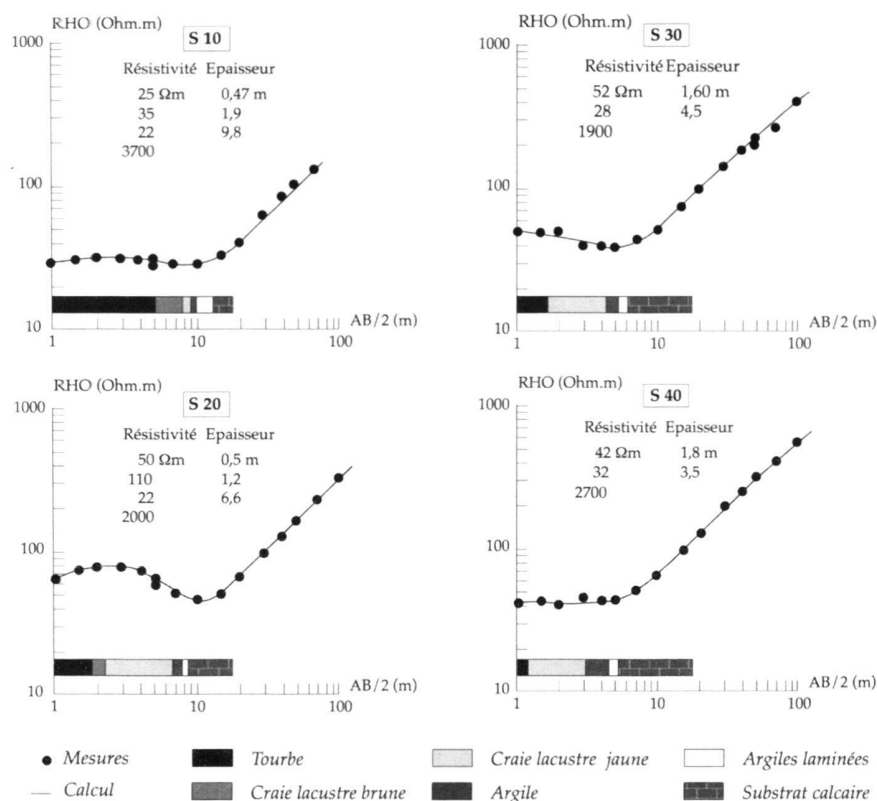 RHO (Ohm.m)
S 10
1000
Résistivité Epaisseur
25 Ωm 0,47 m
35 1,9
22 9,8
3700
100
10
AB/2 (m)
1 10 100
RHO (Ohm.m)
S 30
1000
Résistivité Epaisseur
52 Ωm 1,60 m
28 4,5
1900
100
10
AB/2 (m)
1 10 100
RHO (Ohm.m)
S 20
1000
Résistivité Epaisseur
50 Ωm 0,5 m
110 1,2
22 6,6
2000
100
10
AB/2 (m)
1 10 100
RHO (Ohm.m)
S 40
1000
Résistivité Epaisseur
42 Ωm 1,8 m
32 3,5
2700
100
10
AB/2 (m)
1 10 100
Mesures Tourbe Craie lacustre jaune Argiles laminées
Calcul Craie lacustre brune Argile Substrat calcaire